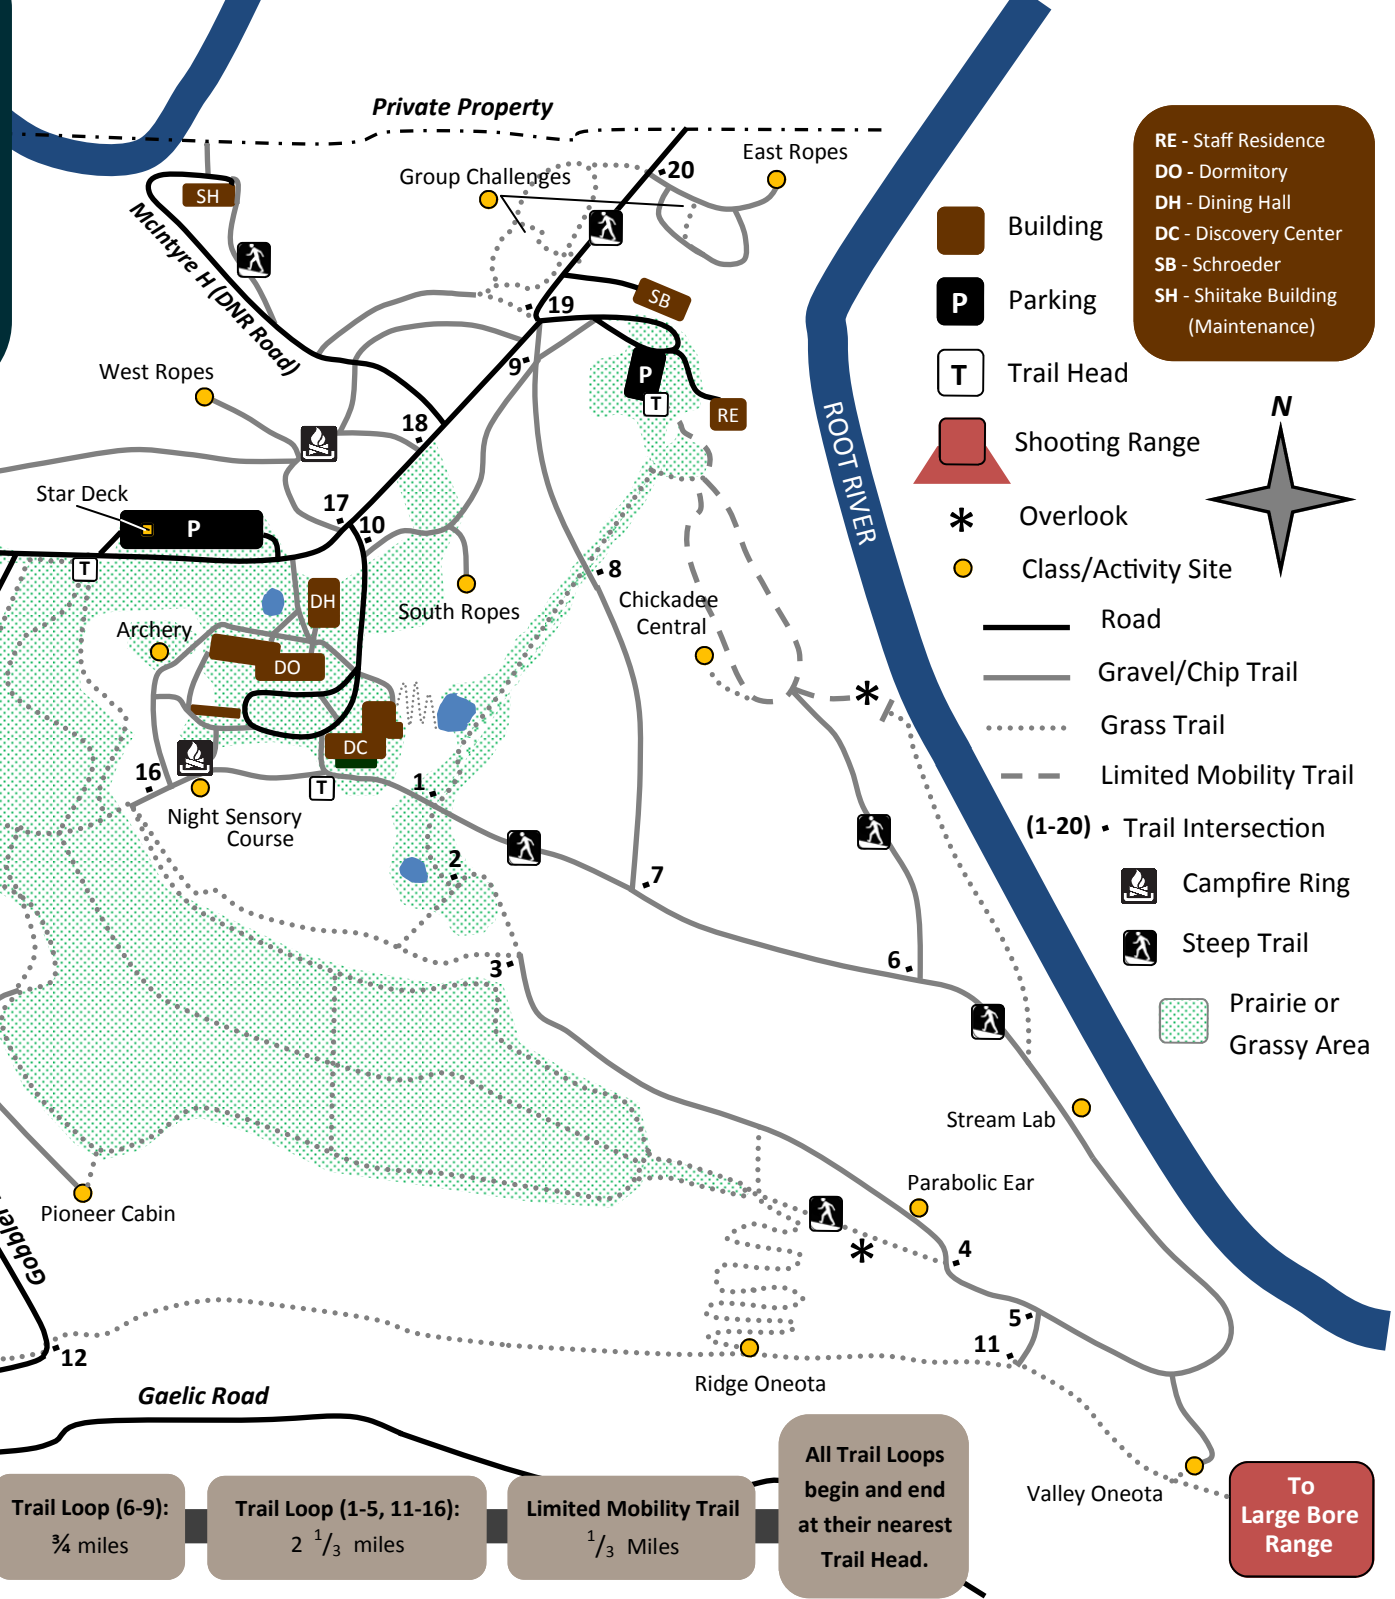 Private Property
East Ropes
Group Challenges
20
SH
McIntyre H (DNR Road)
19
SB
P
T
RE
9
West Ropes
18
Star Deck
P
17
10
T
DH
South Ropes
8
Chickadee
Central
Archery
DO
DC
16
1
Night Sensory
Course
2
7
3
6
ROOT RIVER
Stream Lab
Parabolic Ear
Pioneer Cabin
Gobbler
4
5
11
12
Ridge Oneota
Gaelic Road
Valley Oneota
RE - Staff Residence
DO - Dormitory
DH - Dining Hall
DC - Discovery Center
SB - Schroeder
SH - Shiitake Building
(Maintenance)
Building
P Parking
T Trail Head
Shooting Range
* Overlook
Class/Activity Site
Road
Gravel/Chip Trail
Grass Trail
Limited Mobility Trail
(1-20) Trail Intersection
Campfire Ring
Steep Trail
Prairie or
Grassy Area
N
Trail Loop (6-9):
¾ miles
Trail Loop (1-5, 11-16):
2 1/3 miles
Limited Mobility Trail
1/3 Miles
All Trail Loops
begin and end
at their nearest
Trail Head.
To
Large Bore
Range